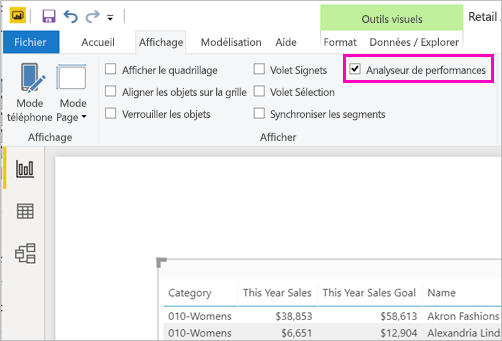 Outils visuels
Retail
Fichier Accueil Affichage Modélisation Aide Format Données / Explorer
Afficher le quadrillage Volet Signets Analyseur de performances
Mode téléphone Mode Page Aligner les objets sur la grille Volet Sélection
Verrouiller les objets Synchroniser les segments
Affichage Afficher
Category This Year Sales This Year Sales Goal Name
010-Womens $38,853 $58,613 Akron Fashions
010-Womens $6,651 $12,904 Alexandria Lind